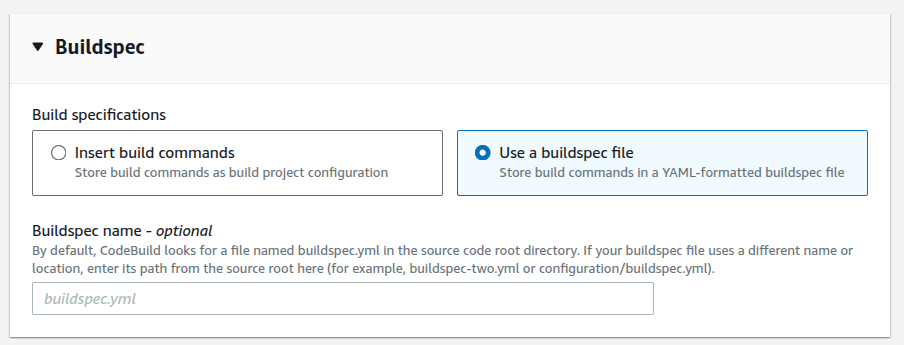 Buildspec
Build specifications
Insert build commands
Store build commands as build project configuration
Use a buildspec file
Store build commands in a YAML-formatted buildspec file
Buildspec name - optional
By default, CodeBuild looks for a file named buildspec.yml in the source code root directory. If your buildspec file uses a different name or
location, enter its path from the source root here (for example, buildspec-two.yml or configuration/buildspec.yml).
buildspec.yml